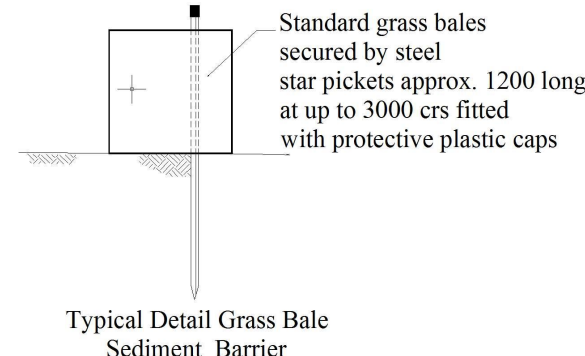 Standard grass bales
secured by steel
star pickets approx. 1200 long
at up to 3000 crs fitted
with protective plastic caps
Typical Detail Grass Bale
Sediment Barrier